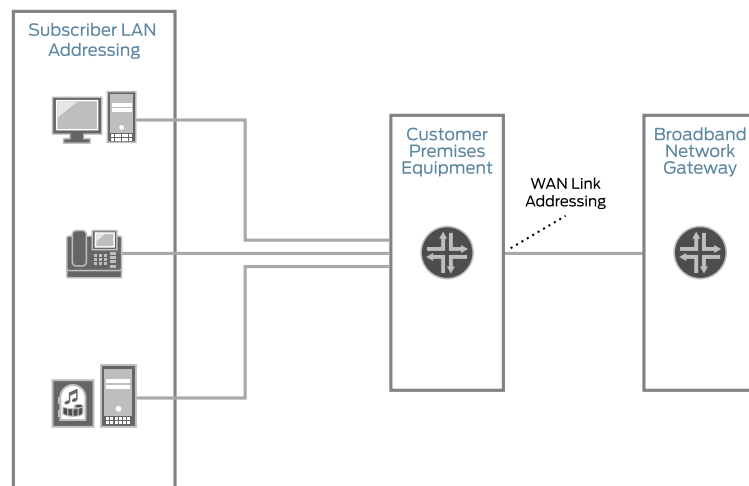 Subscriber LAN
Addressing
Customer
Premises
Equipment
WAN Link
Addressing
Broadband
Network
Gateway